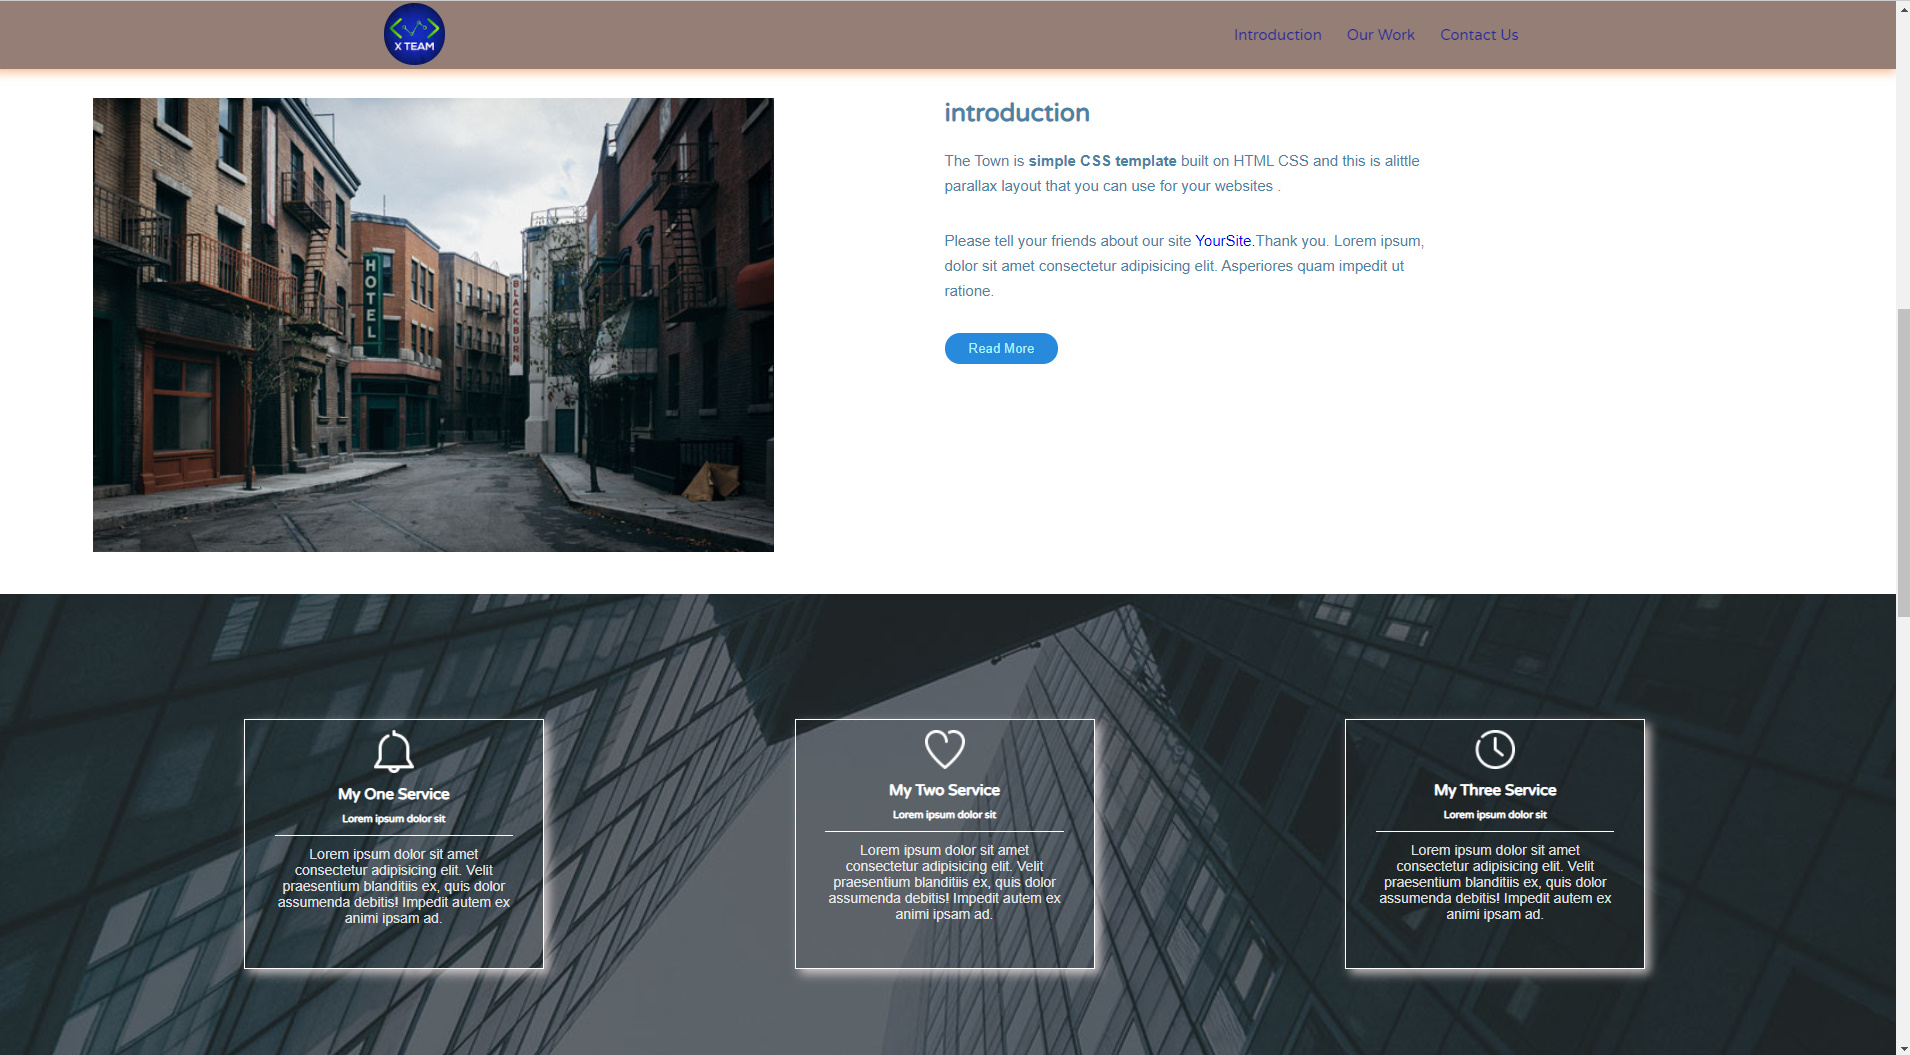 X TEAM
Introduction
Our Work
Contact Us
HOTEL
BLACKBURN
introduction
The Town is simple CSS template built on HTML CSS and this is alittle
parallax layout that you can use for your websites .
Please tell your friends about our site YourSite.Thank you. Lorem ipsum,
dolor sit amet consectetur adipisicing elit. Asperiores quam impedit ut
ratione.
Read More
My One Service
Lorem ipsum dolor sit
Lorem ipsum dolor sit amet
consectetur adipisicing elit. Velit
praesentium blanditiis ex, quis dolor
assumenda debitis! Impedit autem ex
animi ipsam ad.
My Two Service
Lorem ipsum dolor sit
Lorem ipsum dolor sit amet
consectetur adipisicing elit. Velit
praesentium blanditiis ex, quis dolor
assumenda debitis! Impedit autem ex
animi ipsam ad.
My Three Service
Lorem ipsum dolor sit
Lorem ipsum dolor sit amet
consectetur adipisicing elit. Velit
praesentium blanditiis ex, quis dolor
assumenda debitis! Impedit autem ex
animi ipsam ad.